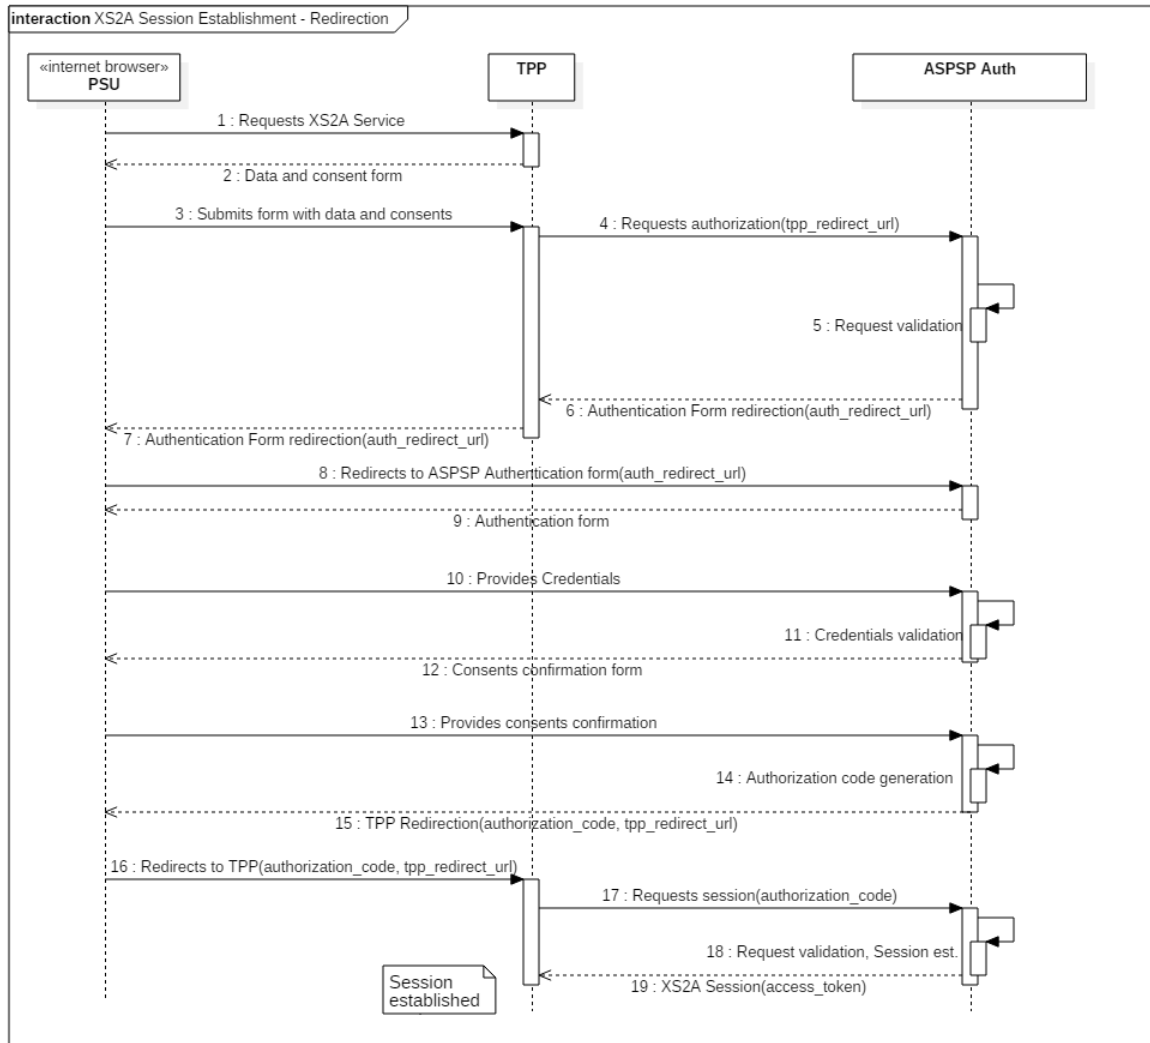 interaction XS2A Session Establishment - Redirection
«internet browser»
PSU
TPP
ASPSP Auth
1 : Requests XS2A Service
2 : Data and consent form
3 : Submits form with data and consents
4 : Requests authorization(tpp_redirect_url)
5 : Request validation
6 : Authentication Form redirection(auth_redirect_url)
7 : Authentication Form redirection(auth_redirect_url)
8 : Redirects to ASPSP Authentication form(auth_redirect_url)
9 : Authentication form
10 : Provides Credentials
11 : Credentials validation
12 : Consents confirmation form
13 : Provides consents confirmation
14 : Authorization code generation
15 : TPP Redirection(authorization_code, tpp_redirect_url)
16 : Redirects to TPP(authorization_code, tpp_redirect_url)
17 : Requests session(authorization_code)
18 : Request validation, Session est.
19 : XS2A Session(access_token)
Session
established